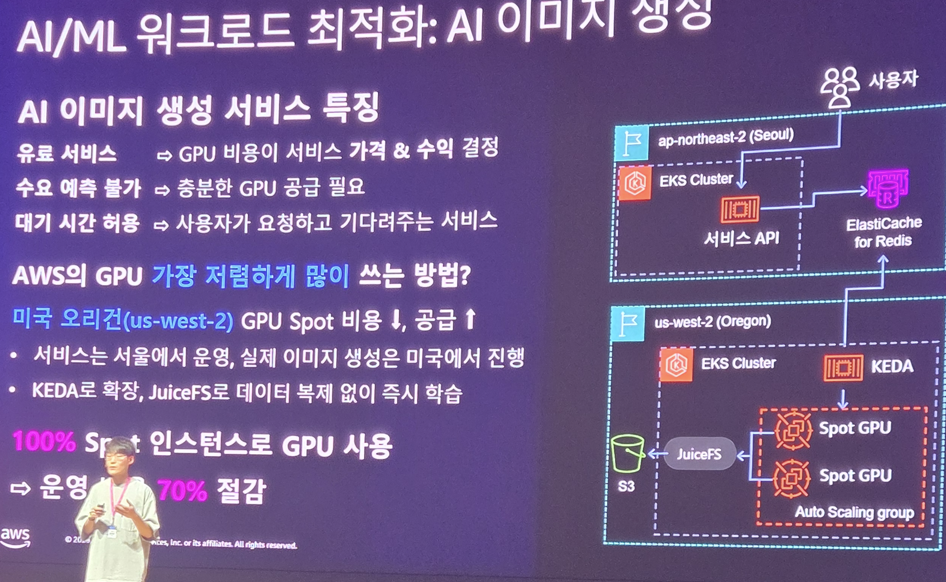 AI/ML 워크로드 최적화: AI 이미지 생성
AI 이미지 생성 서비스 특징
유료 서비스 ⇨ GPU 비용이 서비스 가격 & 수익 결정
수요 예측 불가 ⇨ 충분한 GPU 공급 필요
대기 시간 허용 ⇨ 사용자가 요청하고 기다려주는 서비스
AWS의 GPU 가장 저렴하게 많이 쓰는 방법?
미국 오리건(us-west-2) GPU Spot 비용 ⬇, 공급 ⬆
• 서비스는 서울에서 운영, 실제 이미지 생성은 미국에서 진행
• KEDA로 확장, JuiceFS로 데이터 복제 없이 즉시 학습
100% Spot 인스턴스로 GPU 사용
⇨ 운영 70% 절감
aws
Inc. or its affiliates. All rights reserved.
사용자
ap-northeast-2 (Seoul)
EKS Cluster
서비스 API
ElastiCache
for Redis
us-west-2 (Oregon)
EKS Cluster
KEDA
Spot GPU
JuiceFS
Spot GPU
S3
Auto Scaling group